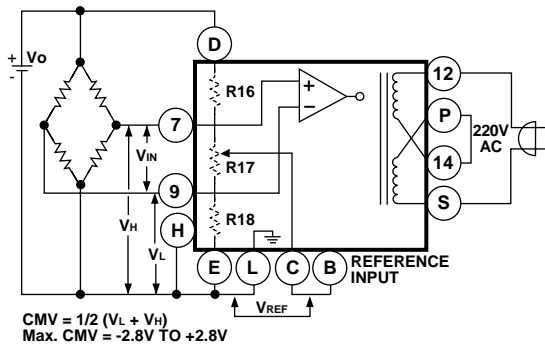 + Vo
-
D
R16
7
+
-
12
P
220V
AC
VIN
R17
14
9
VH
VL
R18
S
H
E
L
C
B
REFERENCE
INPUT
VREF
CMV = 1/2 (VL + VH)
Max. CMV = -2.8V TO +2.8V